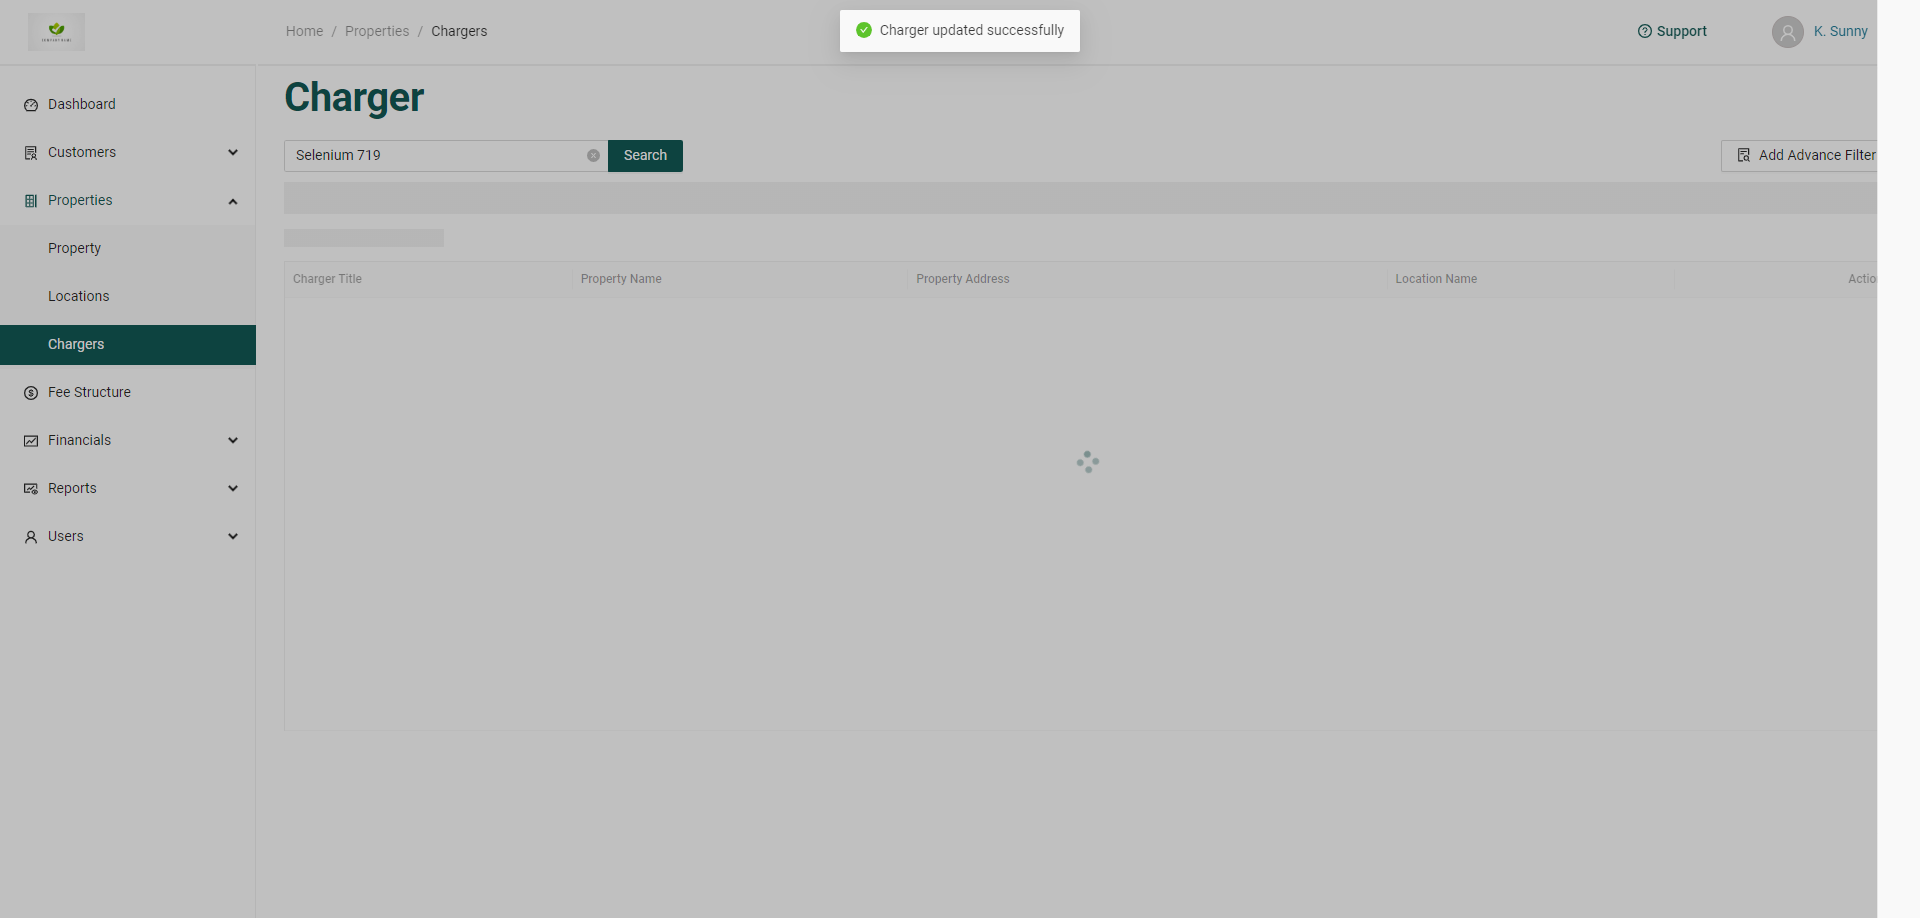 Home / Properties / Chargers
Charger updated successfully
Support
K. Sunny
Dashboard
Customers
Properties
Property
Locations
Chargers
Fee Structure
Financials
Reports
Users
Charger
Selenium 719
Search
Add Advance Filter
Charger Title
Property Name
Property Address
Location Name
Actio